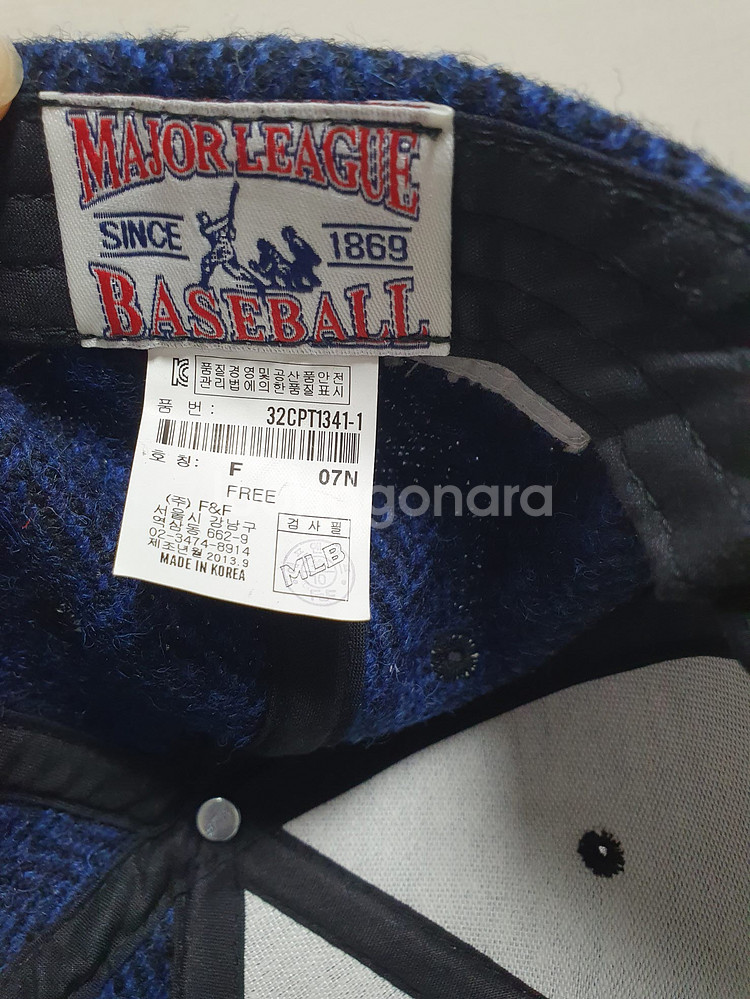 MAJOR LEAGUE
SINCE 1869
BASEBALL
품질경영및공산품안전
관리법에의한품질표시
품 번 : 32CPT1341-1
호 칭: F 07N
FREE
(주) F&F
서울시 강남구
역삼동 662-9
02-3474-8914
제조년월 2013.9
MADE IN KOREA
검 사 필
MLB
gonara